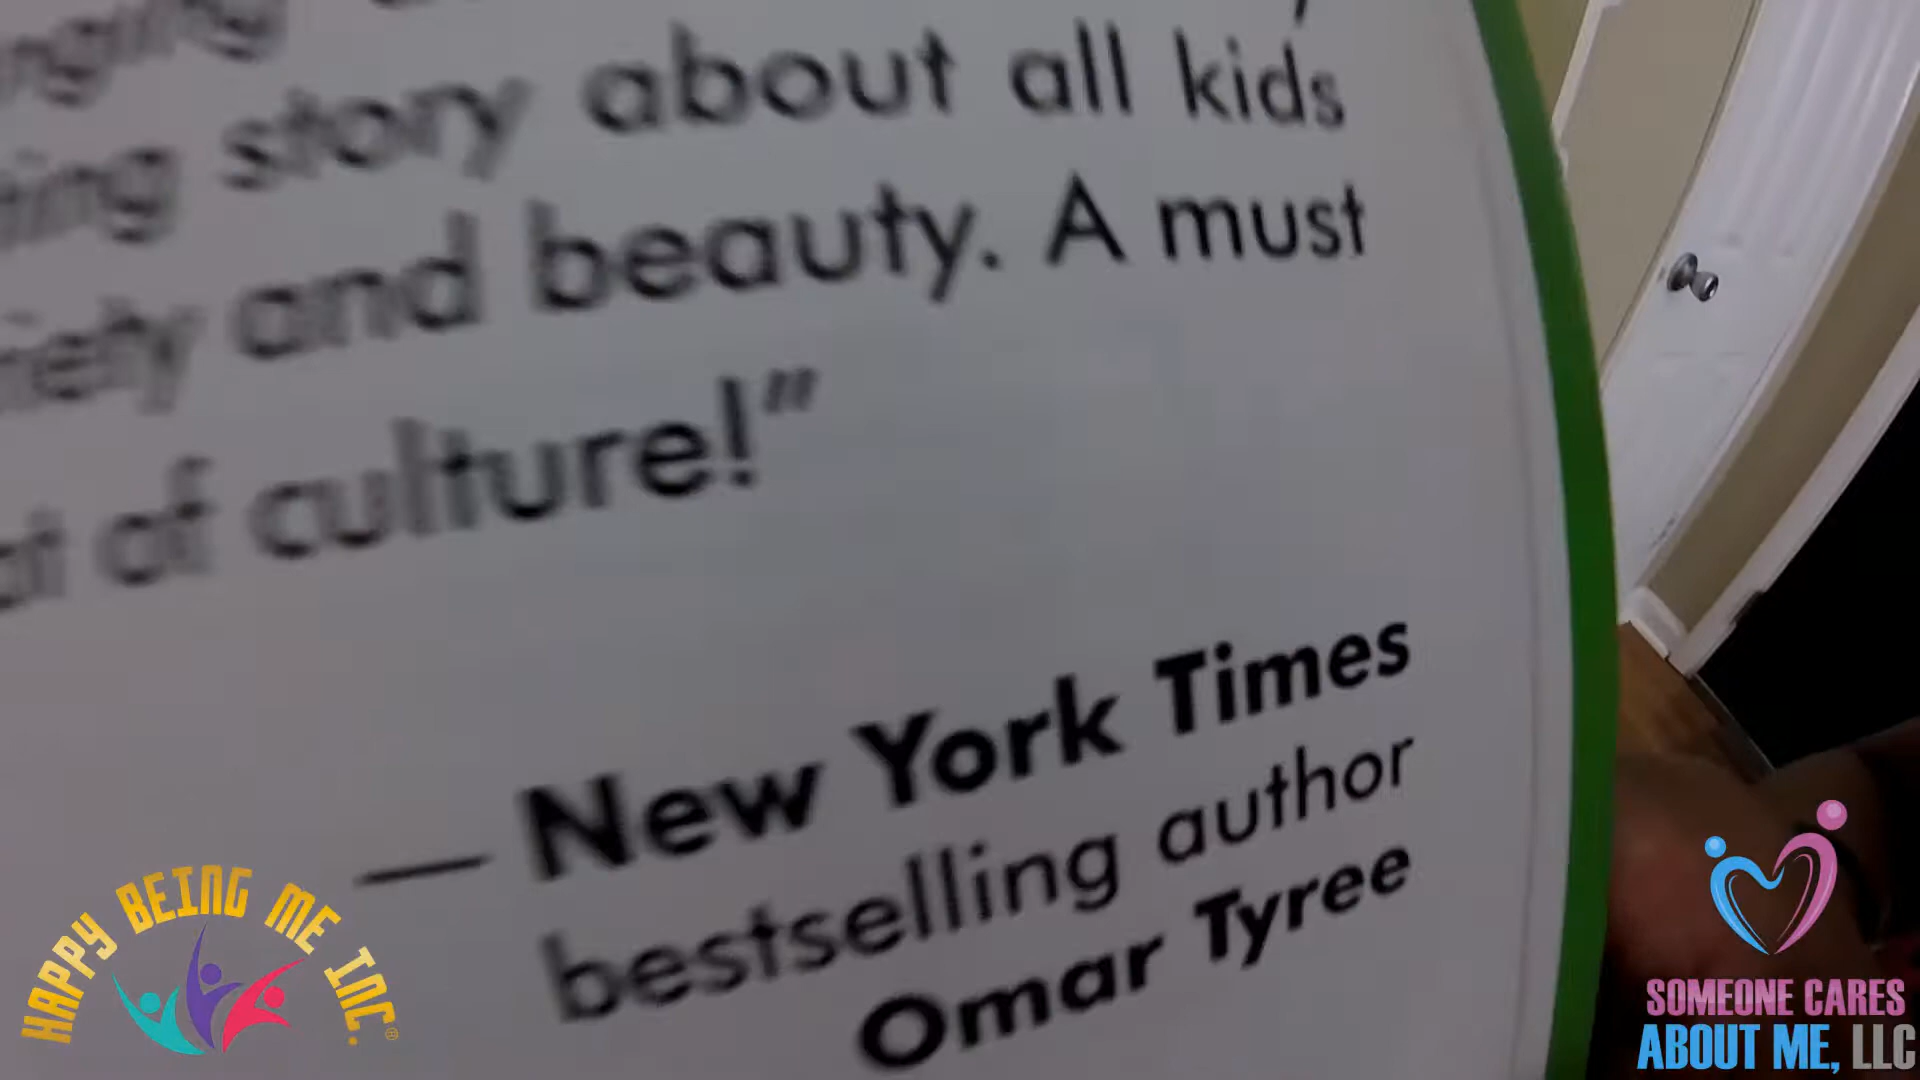 story about all kids
and beauty. A must
of culture!”
— New York Times
bestselling author
Omar Tyree
HAPPY BEING ME INC.
SOMEONE CARES
ABOUT ME, LLC